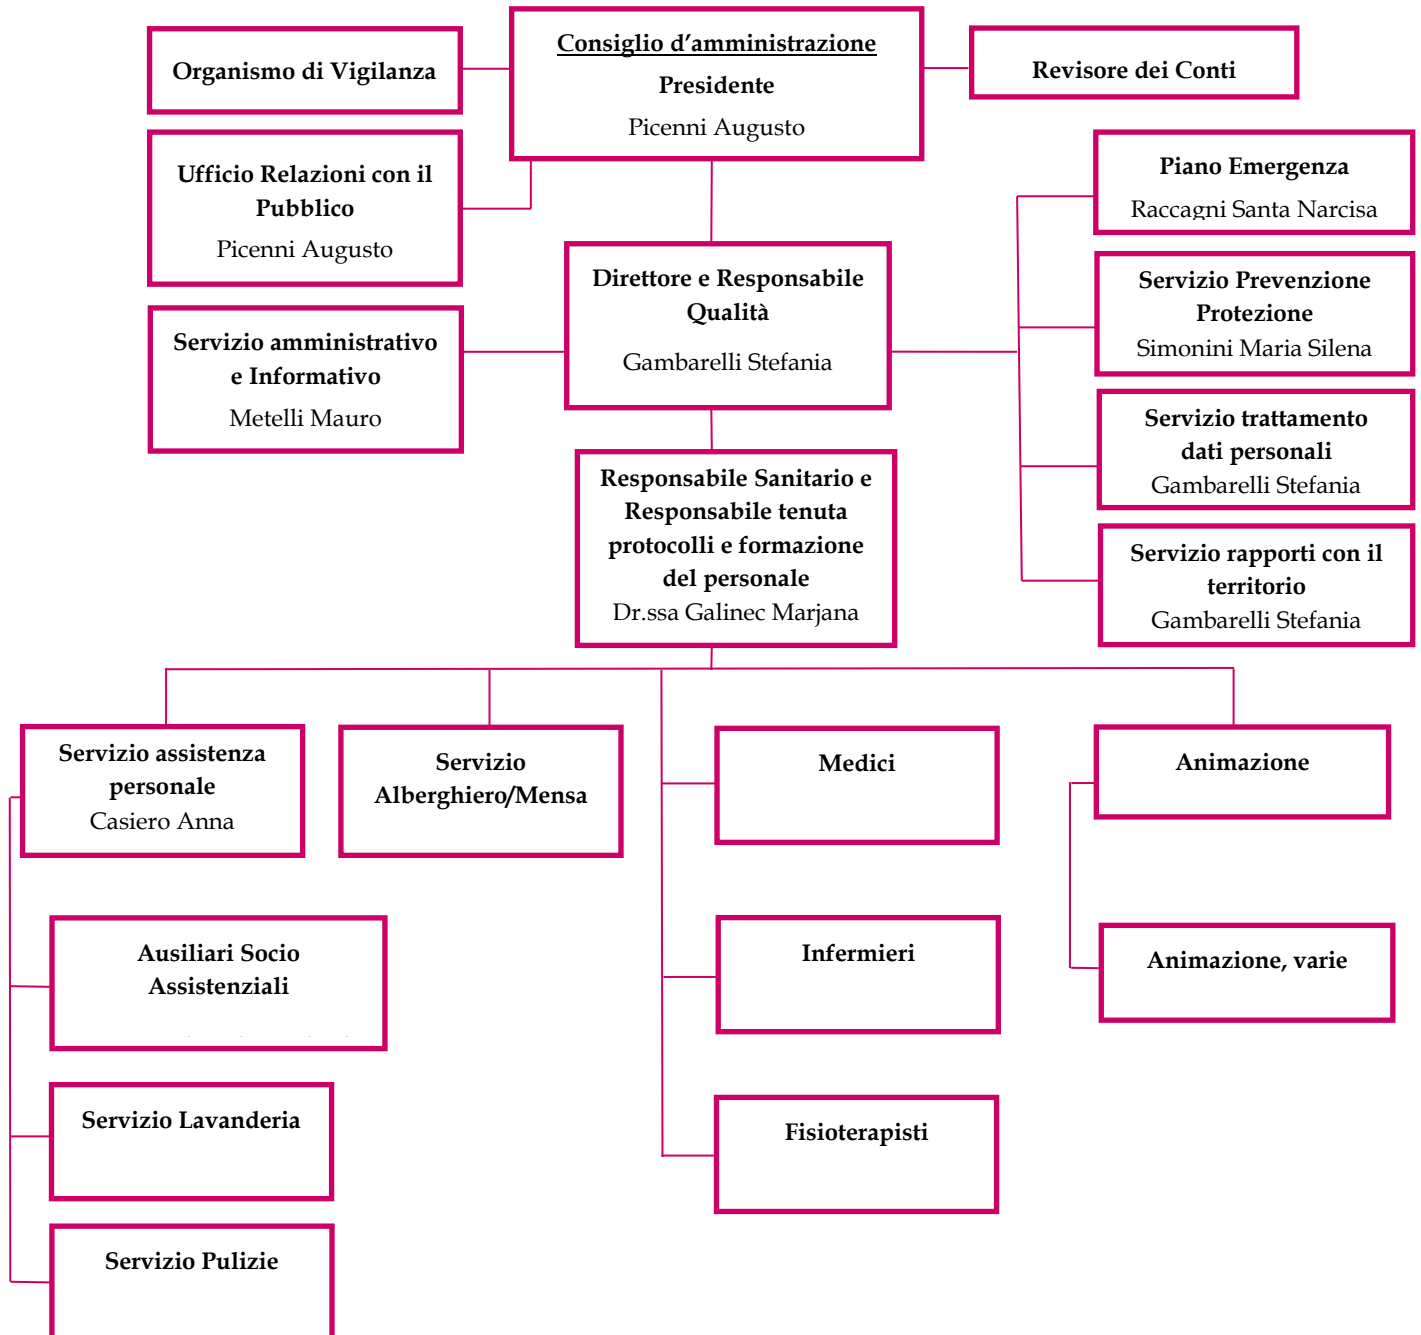 Consiglio d’amministrazione
Presidente
Picenni Augusto
Organismo di Vigilanza
Revisore dei Conti
Ufficio Relazioni con il
Pubblico
Picenni Augusto
Piano Emergenza
Raccagni Santa Narcisa
Direttore e Responsabile
Qualità
Gambarelli Stefania
Servizio Prevenzione
Protezione
Simonini Maria Silena
Servizio amministrativo
e Informativo
Metelli Mauro
Servizio trattamento
dati personali
Gambarelli Stefania
Responsabile Sanitario e
Responsabile tenuta
protocolli e formazione
del personale
Dr.ssa Galinec Marjana
Servizio rapporti con il
territorio
Gambarelli Stefania
Servizio assistenza
personale
Casiero Anna
Servizio
Alberghiero/Mensa
Medici
Animazione
Ausiliari Socio
Assistenziali
Infermieri
Animazione, varie
Servizio Lavanderia
Fisioterapisti
Servizio Pulizie